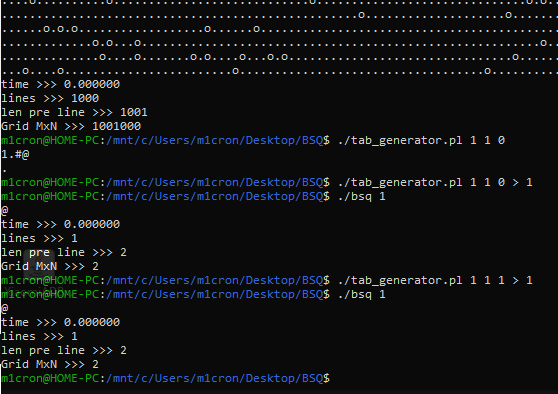 time >>> 0.000000
lines >>> 1000
len pre line >>> 1001
Grid MxN >>> 1001000
m1cron@HOME-PC:/mnt/c/Users/m1cron/Desktop/BSQ$ ./tab_generator.pl 1 1 0
1.#@
.
m1cron@HOME-PC:/mnt/c/Users/m1cron/Desktop/BSQ$ ./tab_generator.pl 1 1 0 > 1
m1cron@HOME-PC:/mnt/c/Users/m1cron/Desktop/BSQ$ ./bsq 1
@
time >>> 0.000000
lines >>> 1
len pre line >>> 2
Grid MxN >>> 2
m1cron@HOME-PC:/mnt/c/Users/m1cron/Desktop/BSQ$ ./tab_generator.pl 1 1 1 > 1
m1cron@HOME-PC:/mnt/c/Users/m1cron/Desktop/BSQ$ ./bsq 1
@
time >>> 0.000000
lines >>> 1
len pre line >>> 2
Grid MxN >>> 2
m1cron@HOME-PC:/mnt/c/Users/m1cron/Desktop/BSQ$